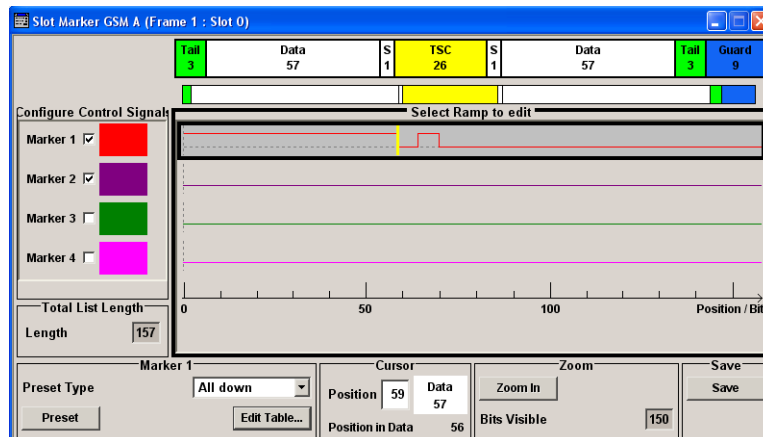 Slot Marker GSM A (Frame 1 : Slot 0)
Tail Data S TSC S Data Tail Guard
3 57 1 26 1 57 3 9
Configure Control Signals
Select Ramp to edit
Marker 1
Marker 2
Marker 3
Marker 4
0 50 100 Position / Bit
Total List Length
Length 157
Marker 1
Preset Type All down
Preset Edit Table...
Cursor
Position 59 Data 57
Position in Data 56
Zoom
Zoom In
Bits Visible 150
Save
Save